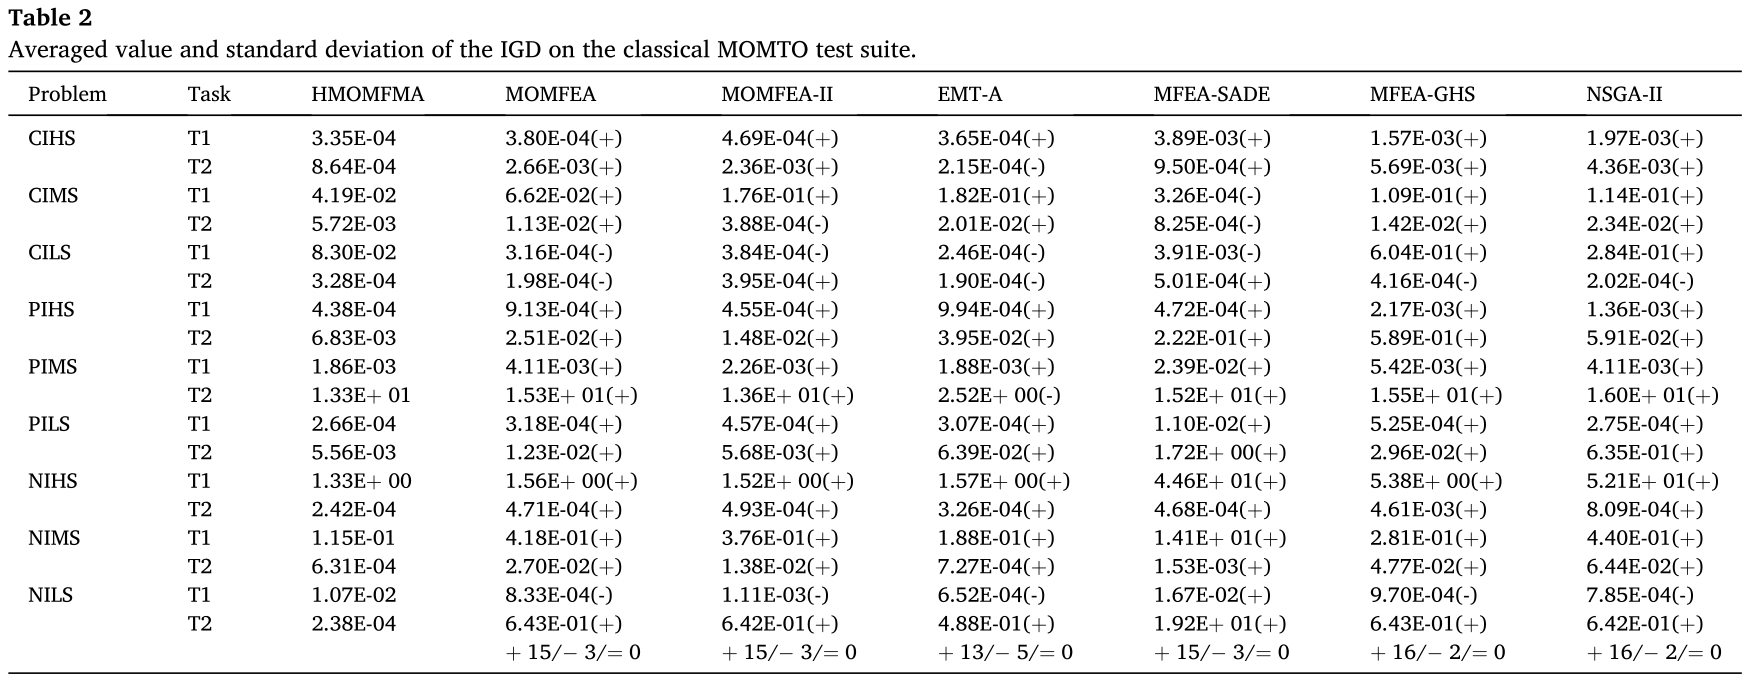 Table 2
Averaged value and standard deviation of the IGD on the classical MOMTO test suite.
Problem Task HMOMFMA MOMFEA MOMFEA-II EMT-A MFEA-SADE MFEA-GHS NSGA-II
CIHS T1 3.35E-04 3.80E-04(+) 4.69E-04(+) 3.65E-04(+) 3.89E-03(+) 1.57E-03(+) 1.97E-03(+)
T2 8.64E-04 2.66E-03(+) 2.36E-03(+) 2.15E-04(-) 9.50E-04(+) 5.69E-03(+) 4.36E-03(+)
CIMS T1 4.19E-02 6.62E-02(+) 1.76E-01(+) 1.82E-01(+) 3.26E-04(-) 1.09E-01(+) 1.14E-01(+)
T2 5.72E-03 1.13E-02(+) 3.88E-04(-) 2.01E-02(+) 8.25E-04(-) 1.42E-02(+) 2.34E-02(+)
CILS T1 8.30E-02 3.16E-04(-) 3.84E-04(-) 2.46E-04(-) 3.91E-03(-) 6.04E-01(+) 2.84E-01(+)
T2 3.28E-04 1.98E-04(-) 3.95E-04(+) 1.90E-04(-) 5.01E-04(+) 4.16E-04(-) 2.02E-04(-)
PIHS T1 4.38E-04 9.13E-04(+) 4.55E-04(+) 9.94E-04(+) 4.72E-04(+) 2.17E-03(+) 1.36E-03(+)
T2 6.83E-03 2.51E-02(+) 1.48E-02(+) 3.95E-02(+) 2.22E-01(+) 5.89E-01(+) 5.91E-02(+)
PIMS T1 1.86E-03 4.11E-03(+) 2.26E-03(+) 1.88E-03(+) 2.39E-02(+) 5.42E-03(+) 4.11E-03(+)
T2 1.33E+ 01 1.53E+ 01(+) 1.36E+ 01(+) 2.52E+ 00(-) 1.52E+ 01(+) 1.55E+ 01(+) 1.60E+ 01(+)
PILS T1 2.66E-04 3.18E-04(+) 4.57E-04(+) 3.07E-04(+) 1.10E-02(+) 5.25E-04(+) 2.75E-04(+)
T2 5.56E-03 1.23E-02(+) 5.68E-03(+) 6.39E-02(+) 1.72E+ 00(+) 2.96E-02(+) 6.35E-01(+)
NIHS T1 1.33E+ 00 1.56E+ 00(+) 1.52E+ 00(+) 1.57E+ 00(+) 4.46E+ 01(+) 5.38E+ 00(+) 5.21E+ 01(+)
T2 2.42E-04 4.71E-04(+) 4.93E-04(+) 3.26E-04(+) 4.68E-04(+) 4.61E-03(+) 8.09E-04(+)
NIMS T1 1.15E-01 4.18E-01(+) 3.76E-01(+) 1.88E-01(+) 1.41E+ 01(+) 2.81E-01(+) 4.40E-01(+)
T2 6.31E-04 2.70E-02(+) 1.38E-02(+) 7.27E-04(+) 1.53E-03(+) 4.77E-02(+) 6.44E-02(+)
NILS T1 1.07E-02 8.33E-04(-) 1.11E-03(-) 6.52E-04(-) 1.67E-02(+) 9.70E-04(-) 7.85E-04(-)
T2 2.38E-04 6.43E-01(+) 6.42E-01(+) 4.88E-01(+) 1.92E+ 01(+) 6.43E-01(+) 6.42E-01(+)
+ 15/− 3/= 0 + 15/− 3/= 0 + 13/− 5/= 0 + 15/− 3/= 0 + 16/− 2/= 0 + 16/− 2/= 0